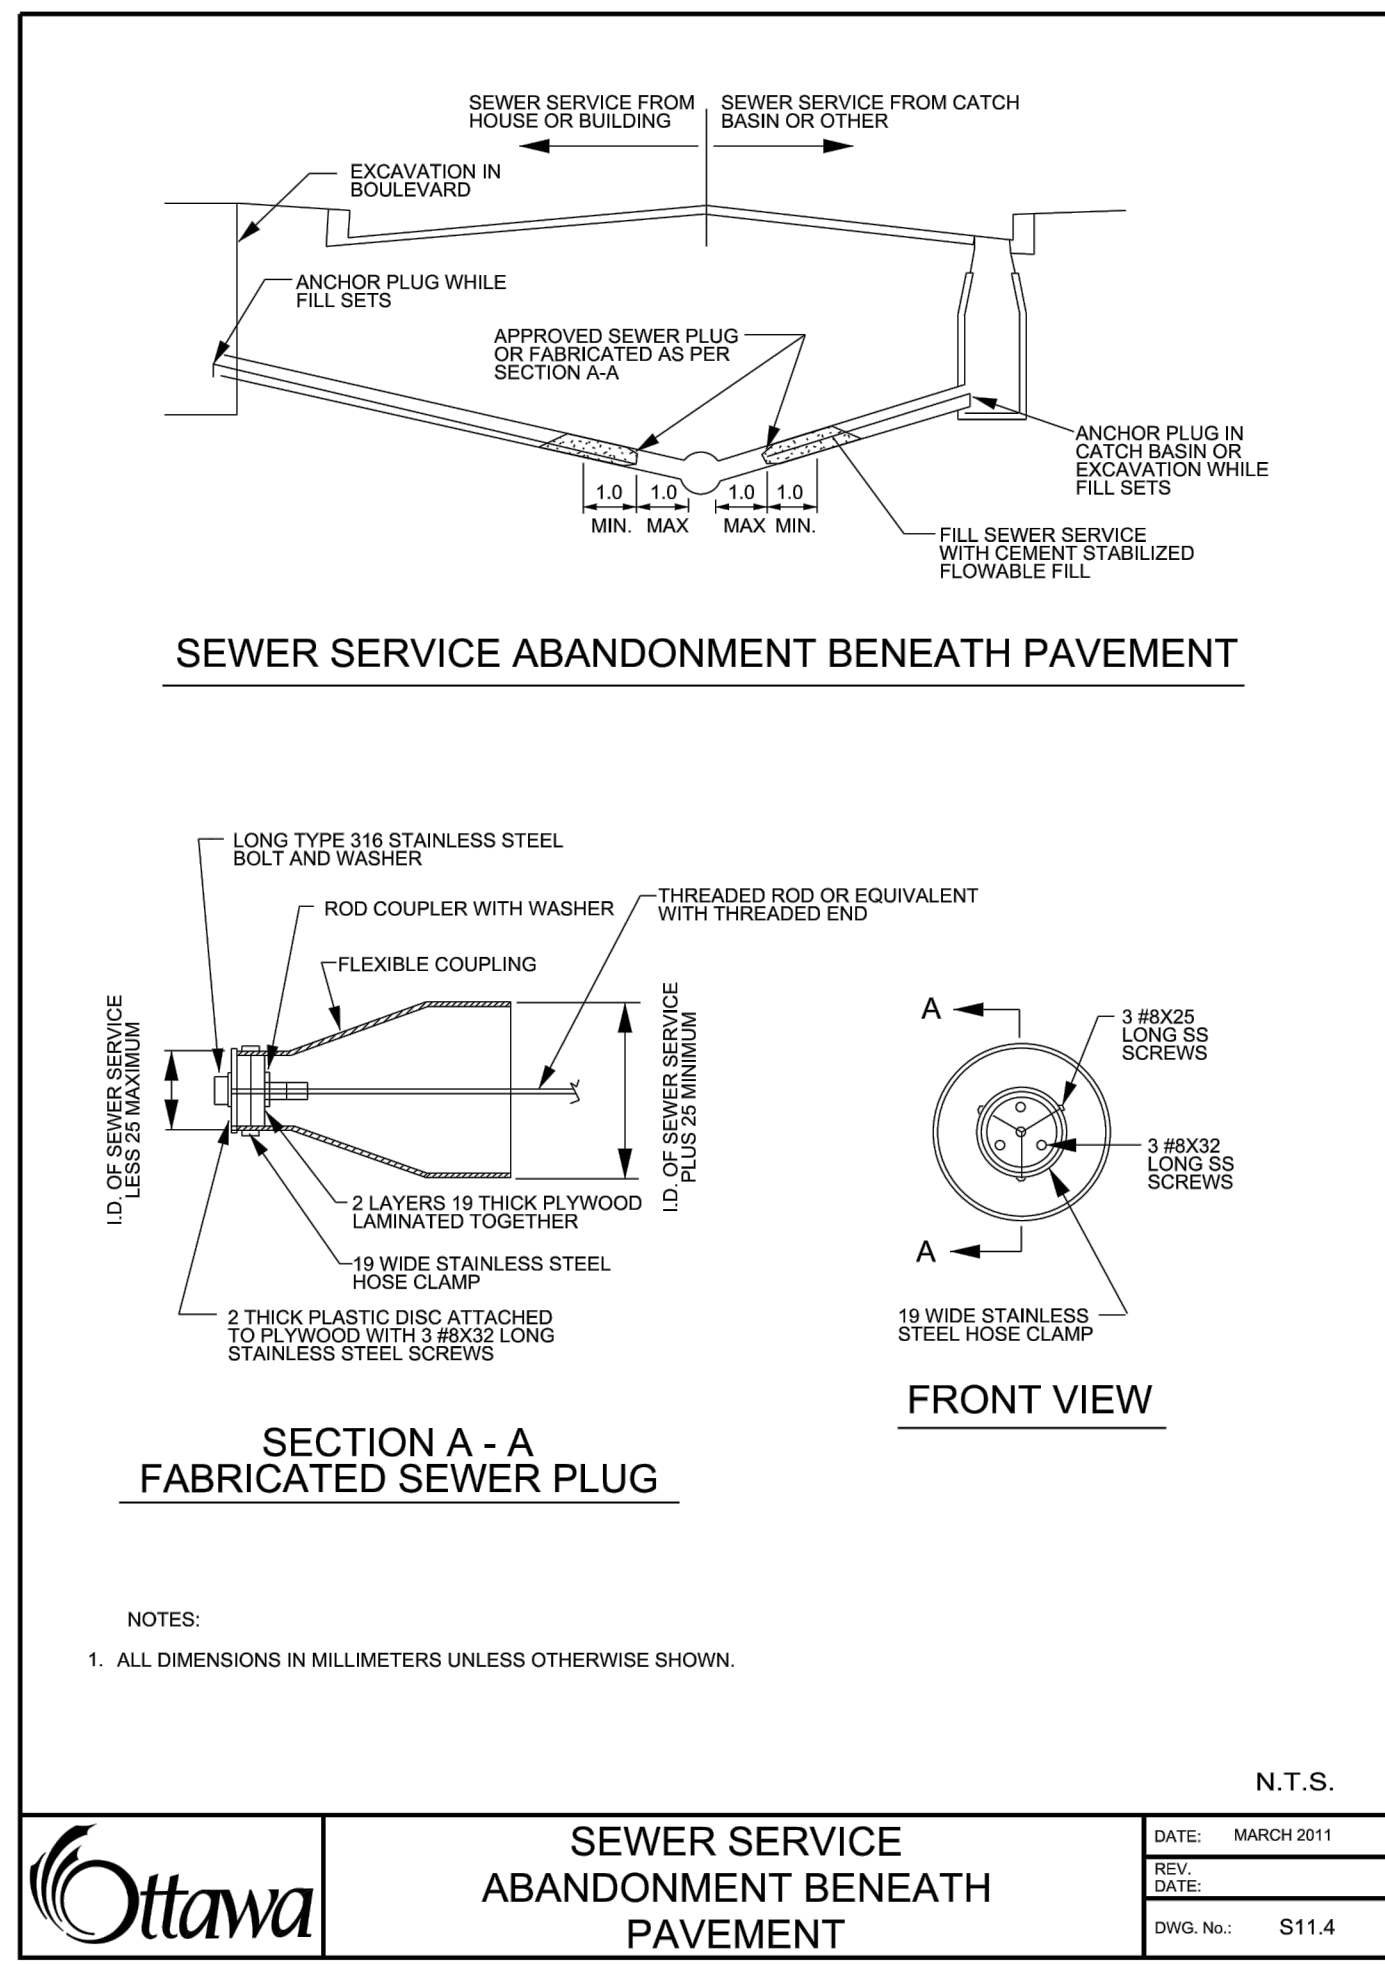 SEWER SERVICE FROM
HOUSE OR BUILDING
SEWER SERVICE FROM CATCH
BASIN OR OTHER
EXCAVATION IN
BOULEVARD
ANCHOR PLUG WHILE
FILL SETS
APPROVED SEWER PLUG
OR FABRICATED AS PER
SECTION A-A
ANCHOR PLUG IN
CATCH BASIN OR
EXCAVATION WHILE
FILL SETS
1.0 1.0 1.0 1.0
MIN. MAX MAX MIN.
FILL SEWER SERVICE
WITH CEMENT STABILIZED
FLOWABLE FILL
SEWER SERVICE ABANDONMENT BENEATH PAVEMENT
LONG TYPE 316 STAINLESS STEEL
BOLT AND WASHER
ROD COUPLER WITH WASHER
THREADED ROD OR EQUIVALENT
WITH THREADED END
FLEXIBLE COUPLING
I.D. OF SEWER SERVICE
LESS 25 MAXIMUM
I.D. OF SEWER SERVICE
PLUS 25 MINIMUM
2 LAYERS 19 THICK PLYWOOD
LAMINATED TOGETHER
19 WIDE STAINLESS STEEL
HOSE CLAMP
2 THICK PLASTIC DISC ATTACHED
TO PLYWOOD WITH 3 #8X32 LONG
STAINLESS STEEL SCREWS
SECTION A - A
FABRICATED SEWER PLUG
A
3 #8X25
LONG SS
SCREWS
3 #8X32
LONG SS
SCREWS
A
19 WIDE STAINLESS
STEEL HOSE CLAMP
FRONT VIEW
NOTES:
1. ALL DIMENSIONS IN MILLIMETERS UNLESS OTHERWISE SHOWN.
N.T.S.
Ottawa
SEWER SERVICE
ABANDONMENT BENEATH
PAVEMENT
DATE: MARCH 2011
REV.
DATE:
DWG. No.: S11.4